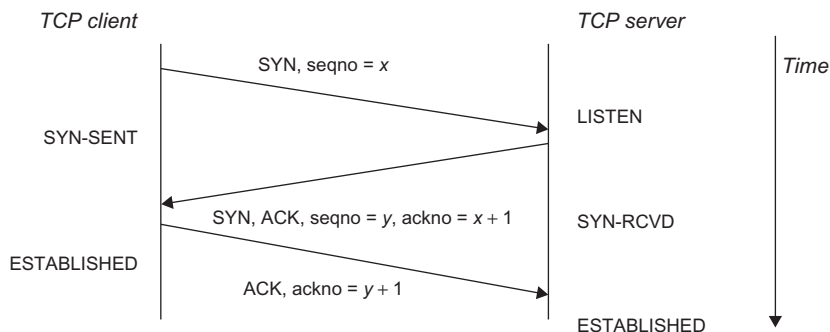 TCP client
TCP server
SYN, seqno = x
Time
LISTEN
SYN-SENT
SYN, ACK, seqno = y, ackno = x + 1
SYN-RCVD
ESTABLISHED
ACK, ackno = y + 1
ESTABLISHED